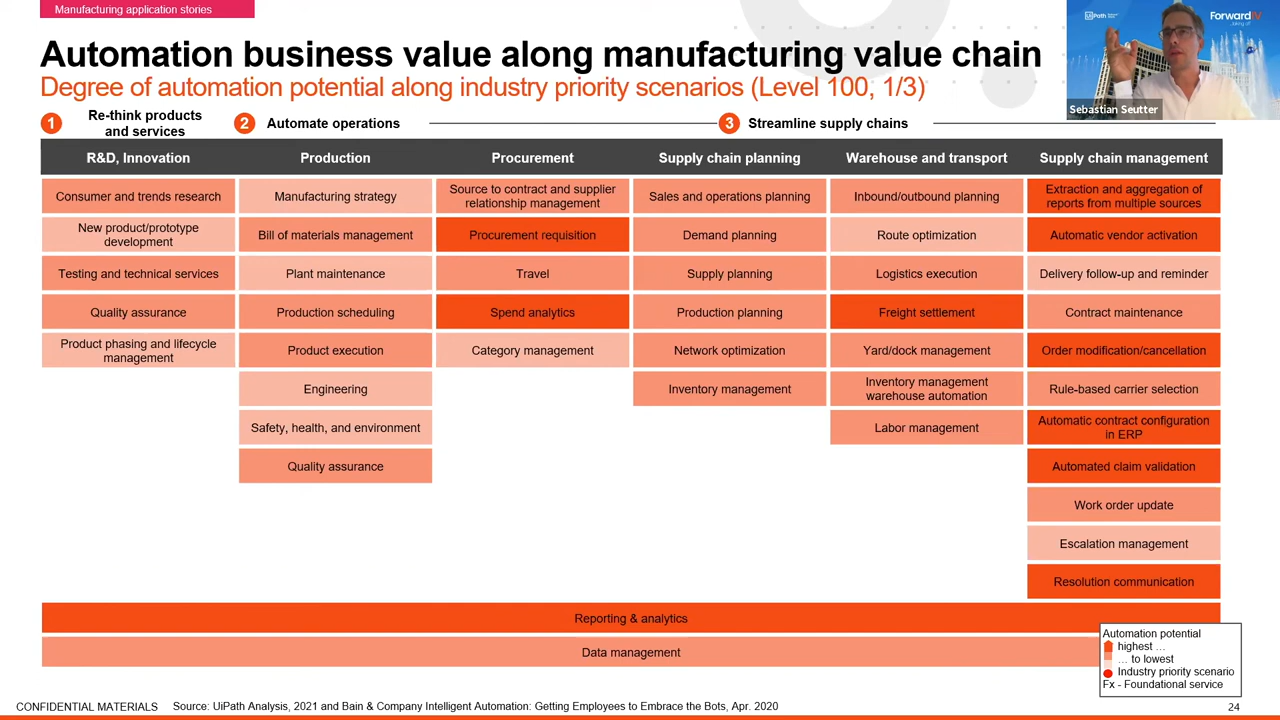 Manufacturing application stories
Automation business value along manufacturing value chain
Degree of automation potential along industry priority scenarios (Level 100, 1/3)
UiPath
ForwardIV
Sebastian Seutter
1 Re-think products
and services
2 Automate operations
3 Streamline supply chains
R&D, Innovation
Production
Procurement
Supply chain planning
Warehouse and transport
Supply chain management
Consumer and trends research
Manufacturing strategy
Source to contract and supplier
relationship management
Sales and operations planning
Inbound/outbound planning
Extraction and aggregation of
reports from multiple sources
New product/prototype
development
Bill of materials management
Procurement requisition
Demand planning
Route optimization
Automatic vendor activation
Testing and technical services
Plant maintenance
Travel
Supply planning
Logistics execution
Delivery follow-up and reminder
Quality assurance
Production scheduling
Spend analytics
Production planning
Freight settlement
Contract maintenance
Product phasing and lifecycle
management
Product execution
Category management
Network optimization
Yard/dock management
Order modification/cancellation
Engineering
Inventory management
Inventory management
warehouse automation
Rule-based carrier selection
Safety, health, and environment
Labor management
Automatic contract configuration
in ERP
Quality assurance
Automated claim validation
Work order update
Escalation management
Resolution communication
Reporting & analytics
Data management
Automation potential
highest ...
... to lowest
Industry priority scenario
Fx - Foundational service
CONFIDENTIAL MATERIALS
Source: UiPath Analysis, 2021 and Bain & Company Intelligent Automation: Getting Employees to Embrace the Bots, Apr. 2020
24